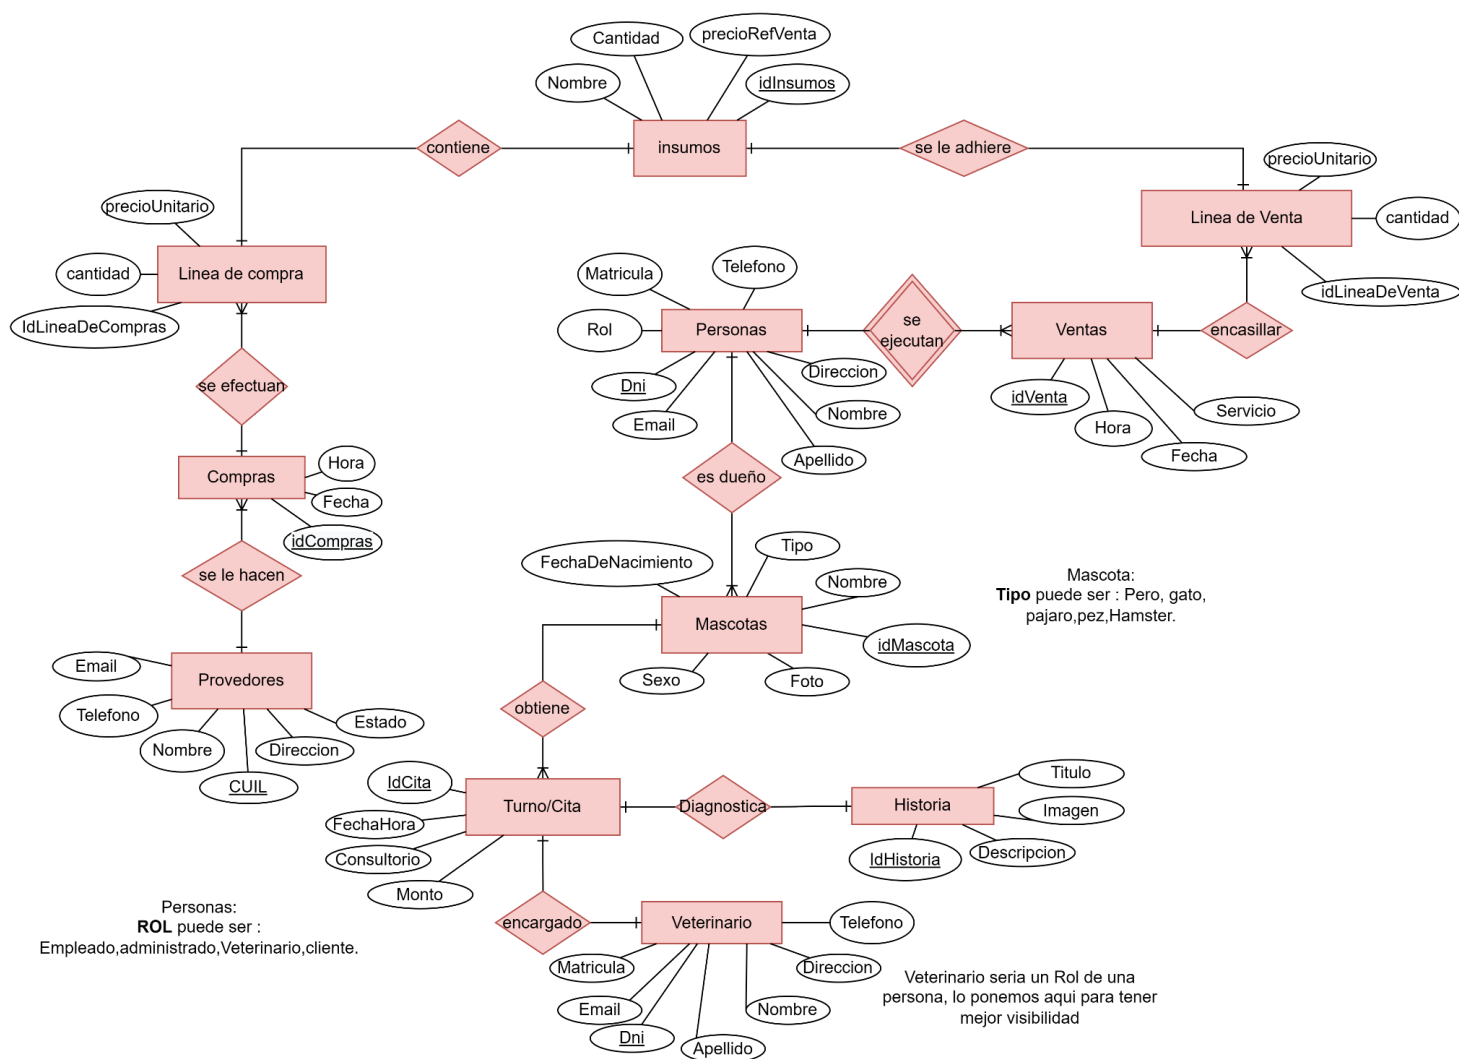 Cantidad
precioRefVenta
Nombre
idInsumos
contiene
insumos
se le adhiere
precioUnitario
precioUnitario
Linea de Venta
cantidad
cantidad
Linea de compra
Matricula
Telefono
idLineaDeVenta
IdLineaDeCompras
Rol
Personas
se
ejecutan
Ventas
encasillar
se efectuan
Dni
Direccion
idVenta
Servicio
Email
Nombre
Hora
Apellido
Fecha
Compras
Hora
Fecha
idCompras
es dueño
se le hacen
FechaDeNacimiento
Tipo
Nombre
Mascota:
Tipo puede ser : Pero, gato,
pajaro,pez,Hamster.
Mascotas
idMascota
Sexo
Foto
Email
Provedores
Telefono
Estado
Nombre
Direccion
CUIL
obtiene
IdCita
Turno/Cita
Diagnostica
Historia
Titulo
Imagen
FechaHora
Consultorio
IdHistoria
Descripcion
Monto
Personas:
ROL puede ser :
Empleado,administrado,Veterinario,cliente.
encargado
Veterinario
Telefono
Matricula
Direccion
Email
Nombre
Dni
Apellido
Veterinario seria un Rol de una
persona, lo ponemos aqui para tener
mejor visibilidad